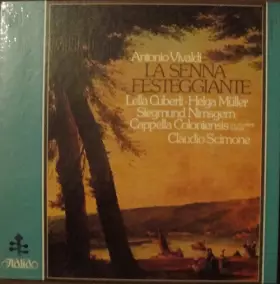 Antonio Vivaldi
LA SENNA
FESTEGGIANTE
Lella Cuberli · Helga Müller
Siegmund Nimsgern
Cappella Coloniensis
Claudio Scimone
Italia